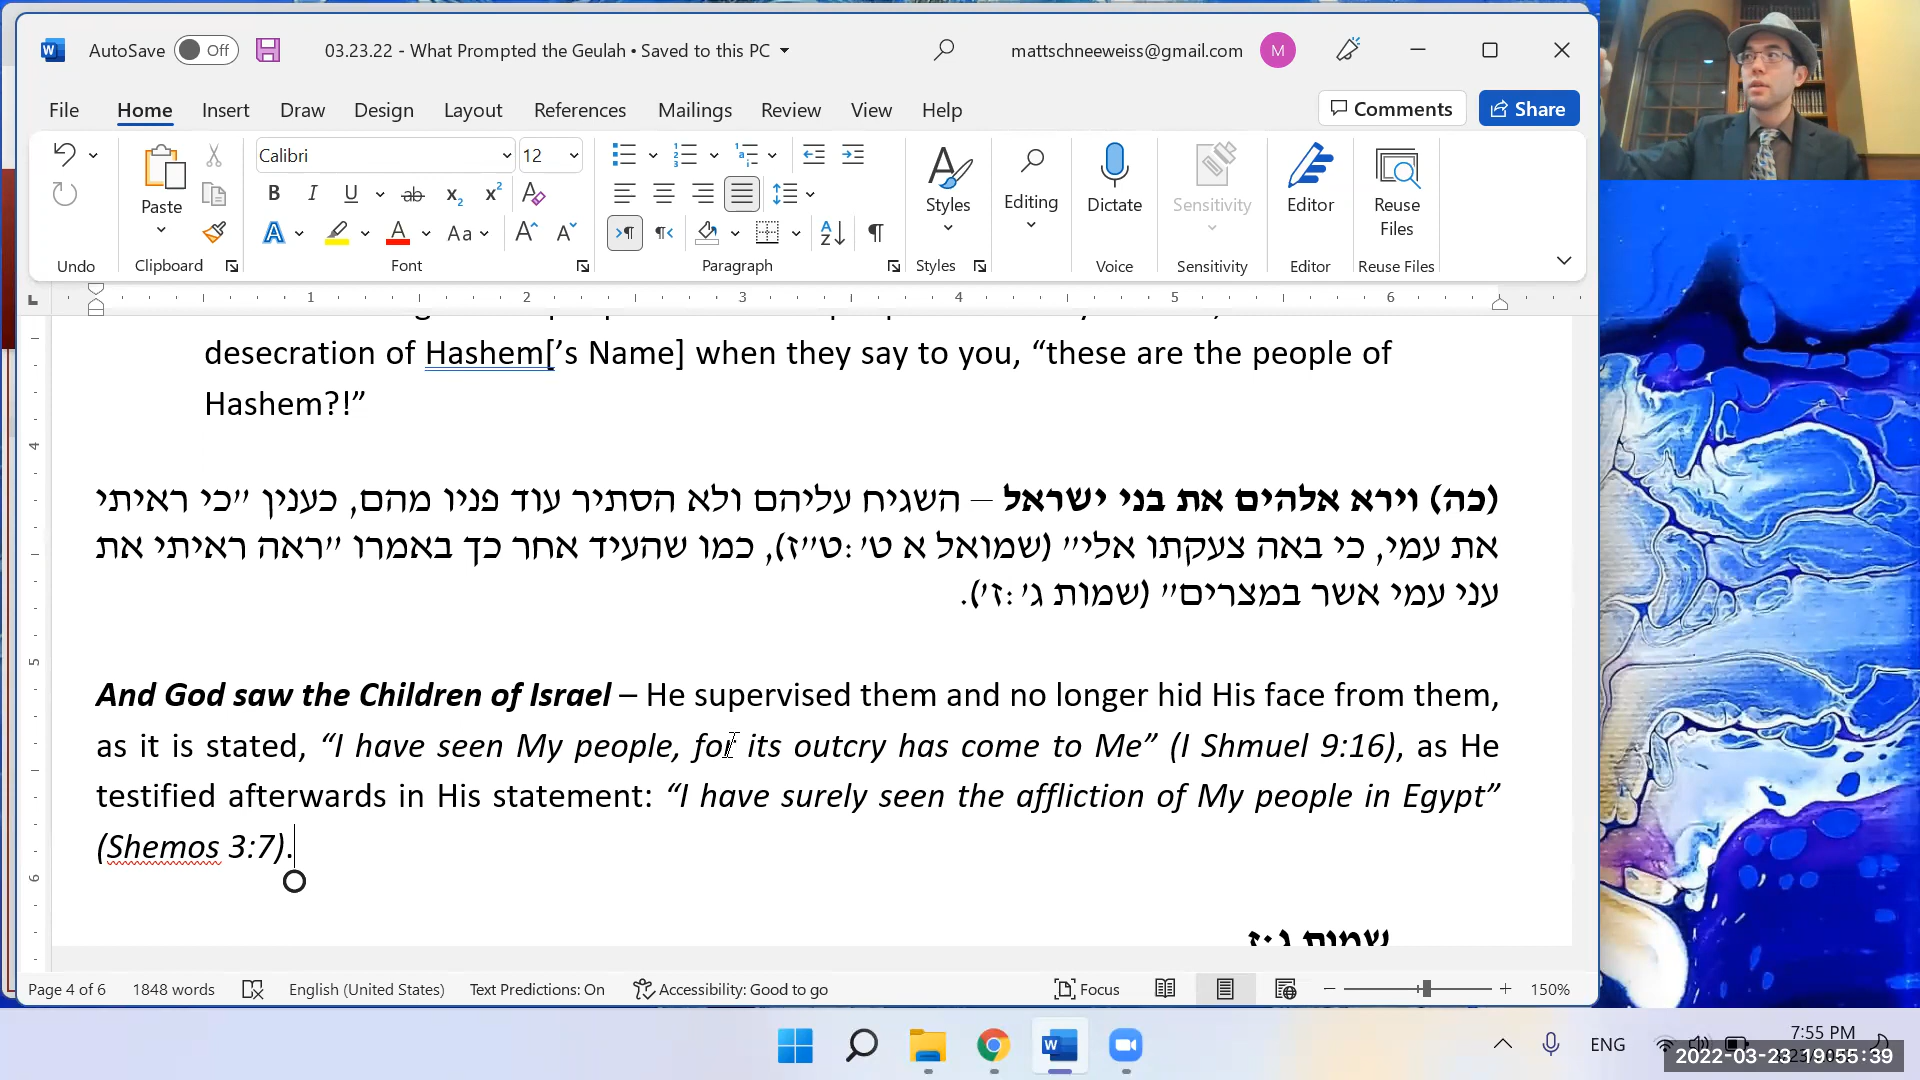 AutoSave Off 03.23.22 - What Prompted the Geulah • Saved to this PC mattschneeweiss@gmail.com M
File Home Insert Draw Design Layout References Mailings Review View Help Comments Share
Calibri 12
Paste
Styles Editing Dictate Sensitivity Editor Reuse Files
Undo Clipboard Font Paragraph Styles Voice Sensitivity Editor Reuse Files
1 2 3 4 5 6
desecration of Hashem['s Name] when they say to you, “these are the people of
Hashem?!”
(כה) וירא אלהים את בני ישראל – השגיח עליהם ולא הסתיר עוד פניו מהם, כענין "כי ראיתי
את עמי, כי באה צעקתו אלי" (שמואל א ט':ט"ז), כמו שהעיד אחר כך באמרו "ראה ראיתי את
עני עמי אשר במצרים" (שמות ג':ז').
And God saw the Children of Israel – He supervised them and no longer hid His face from them,
as it is stated, “I have seen My people, for its outcry has come to Me” (I Shmuel 9:16), as He
testified afterwards in His statement: “I have surely seen the affliction of My people in Egypt”
(Shemos 3:7).
שמות ג:ז
Page 4 of 6 1848 words English (United States) Text Predictions: On Accessibility: Good to go Focus 150%
ENG 7:55 PM
2022-03-23 19:55:39